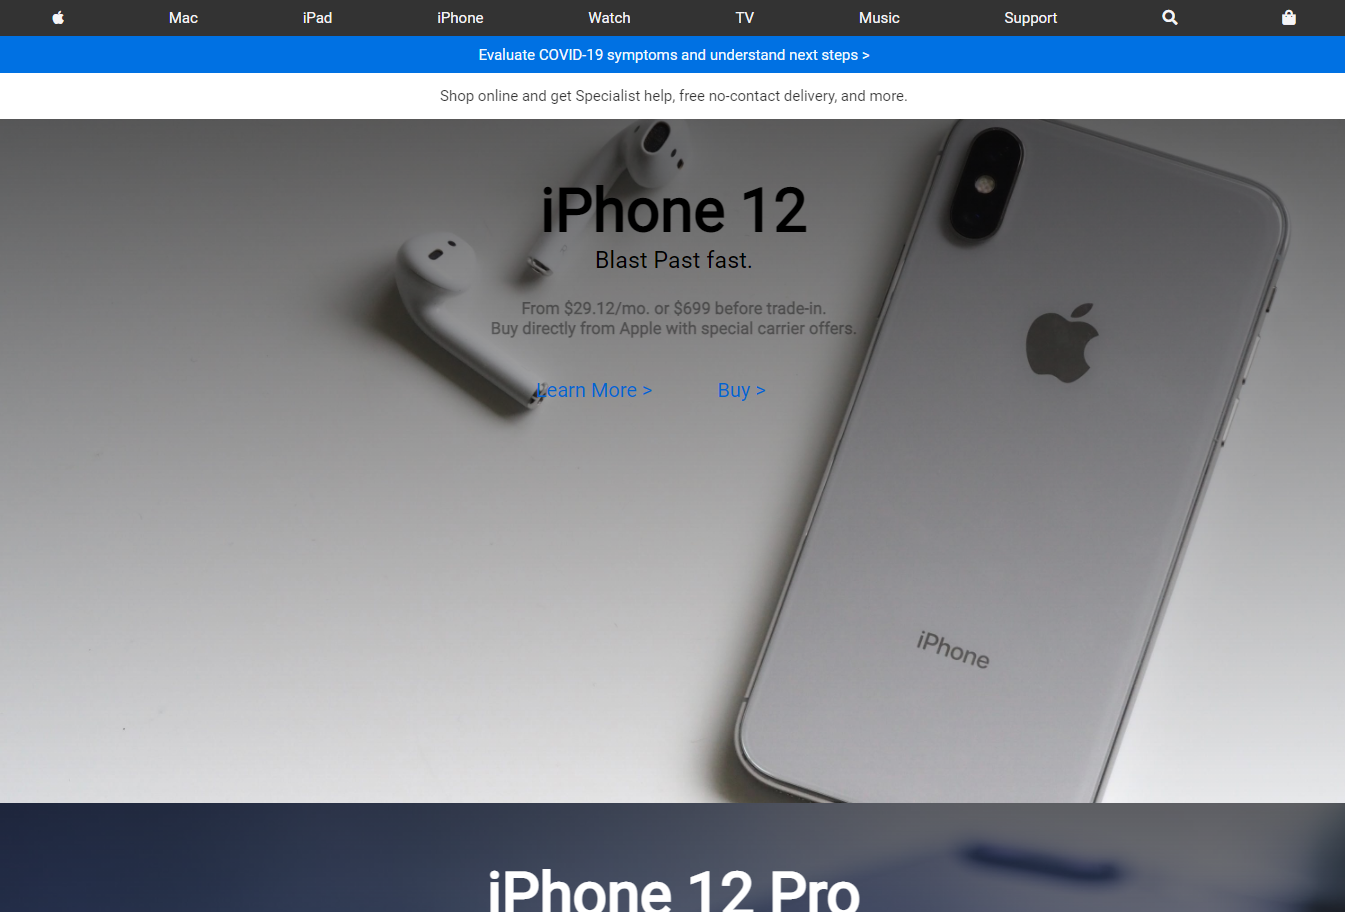 Mac iPad iPhone Watch TV Music Support
Evaluate COVID-19 symptoms and understand next steps >
Shop online and get Specialist help, free no-contact delivery, and more.
iPhone 12
Blast Past fast.
From $29.12/mo. or $699 before trade-in.
Buy directly from Apple with special carrier offers.
Learn More > Buy >
iPhone
iPhone 12 Pro